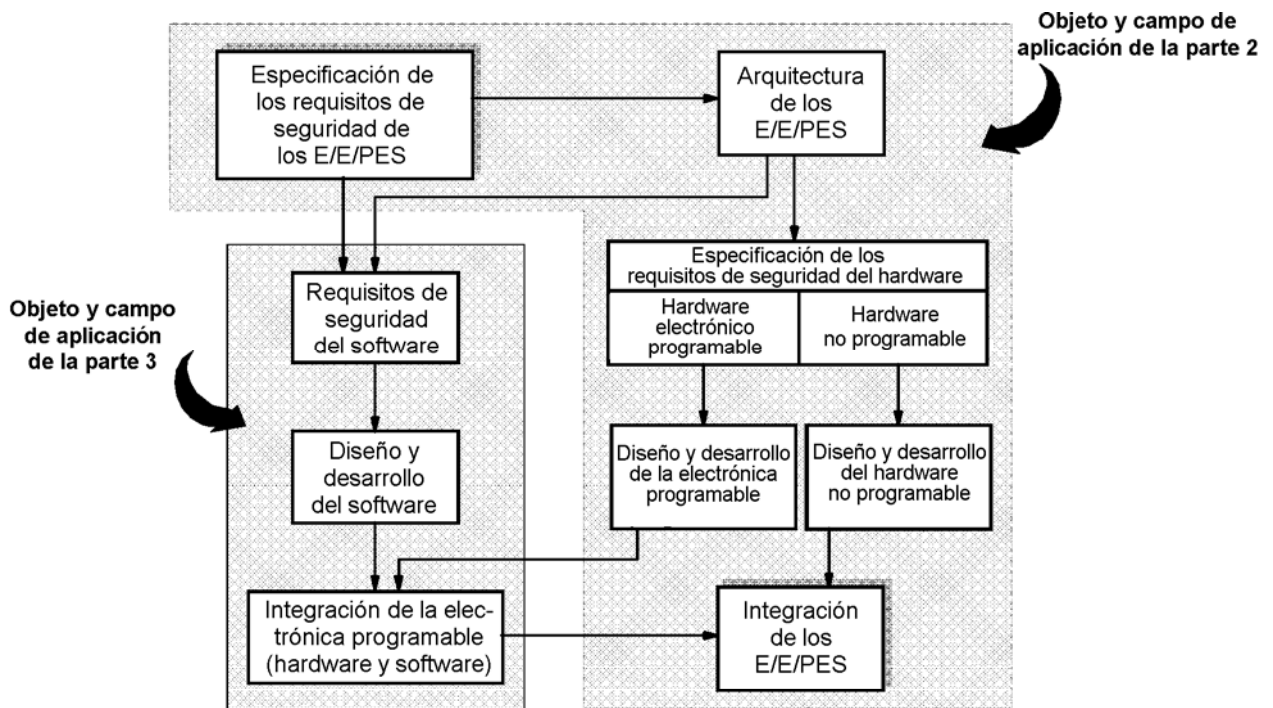 Objeto y campo de
aplicación de la parte 2
Especificación de
los requisitos de
seguridad de
los E/E/PES
Arquitectura
de los
E/E/PES
Especificación de los
requisitos de seguridad del hardware
Hardware
electrónico
programable
Hardware
no programable
Objeto y campo
de aplicación
de la parte 3
Requisitos de
seguridad
del software
Diseño y
desarrollo
del software
Diseño y desarrollo
de la electrónica
programable
Diseño y desarrollo
del hardware
no programable
Integración de la elec-
trónica programable
(hardware y software)
Integración
de los
E/E/PES